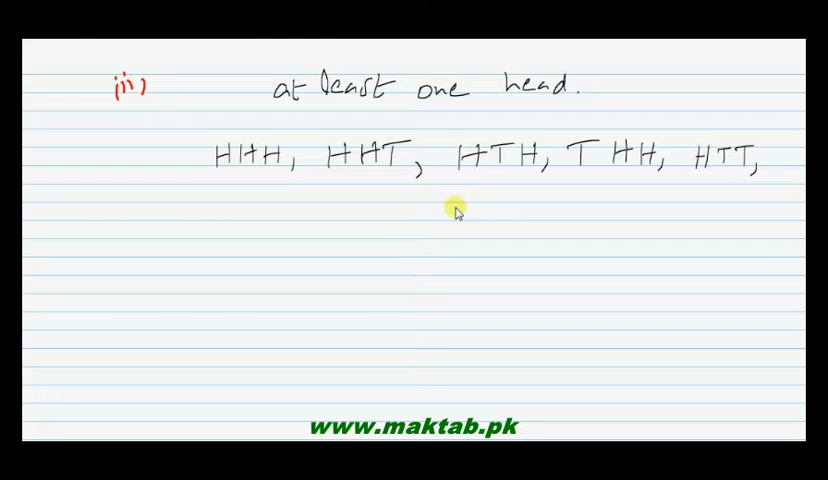 iii) at least one head.
HHH, HHT, HTH, THH, HTT,
www.maktab.pk